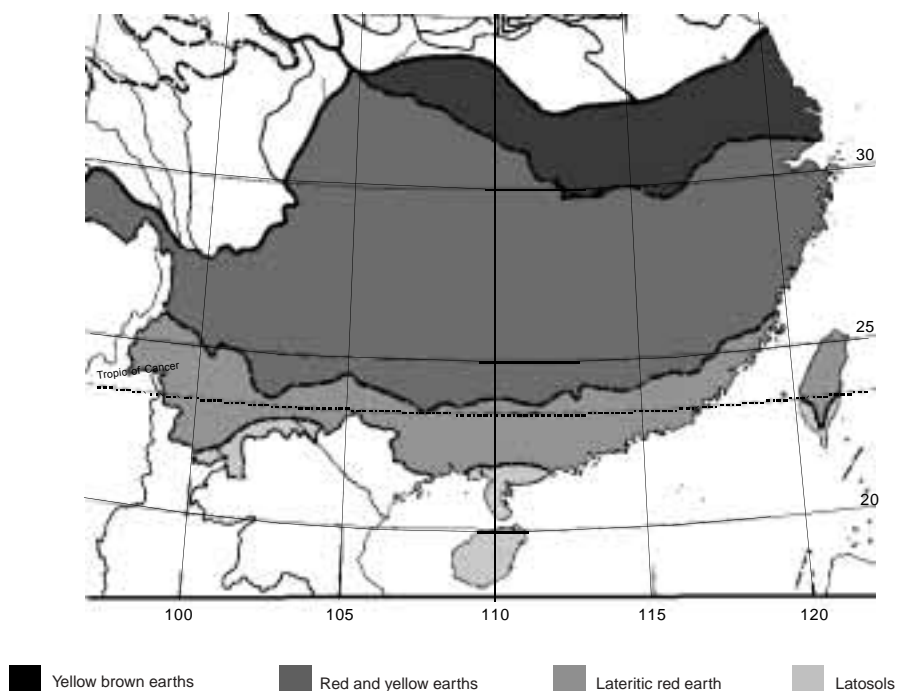 30
25
Tropic of Cancer
20
100 105 110 115 120
Yellow brown earths Red and yellow earths Lateritic red earth Latosols